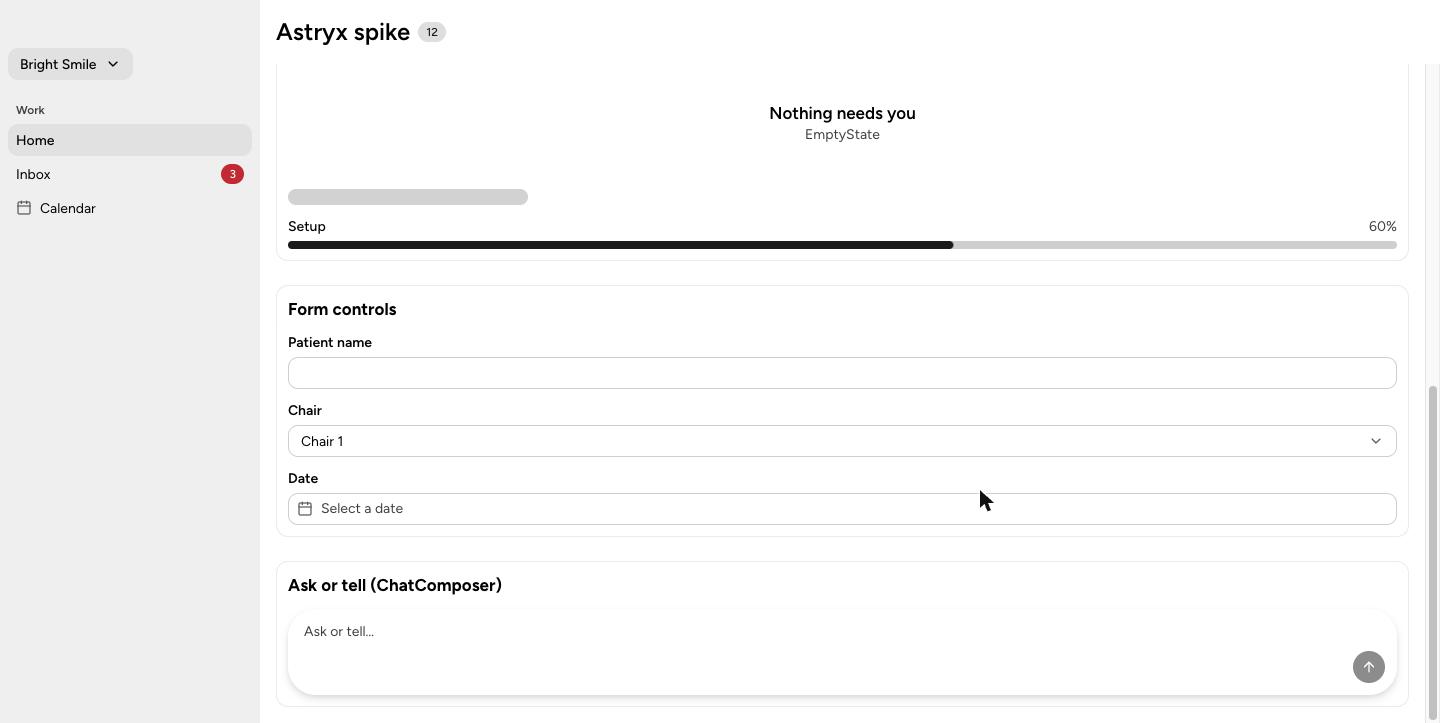 Astryx spike 12
Bright Smile
Work
Home
Inbox 3
Calendar
Nothing needs you
EmptyState
Setup 60%
Form controls
Patient name
Chair
Chair 1
Date
Select a date
Ask or tell (ChatComposer)
Ask or tell...